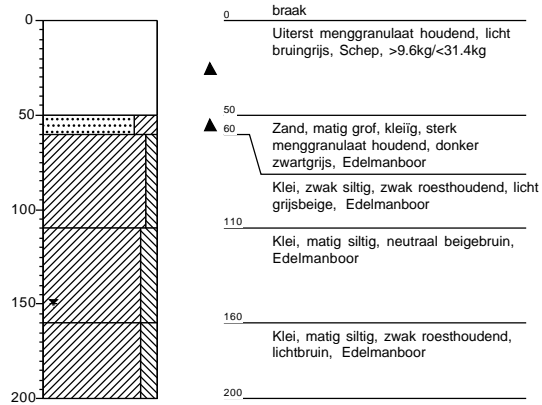 0
0
braak
Uiterst menggranulaat houdend, licht
bruingrijs, Schep, >9.6kg/<31.4kg
50
50
60
Zand, matig grof, kleiïg, sterk
menggranulaat houdend, donker
zwartgrijs, Edelmanboor
Klei, zwak siltig, zwak roesthoudend, licht
grijsbeige, Edelmanboor
100
110
Klei, matig siltig, neutraal beigebruin,
Edelmanboor
150
160
Klei, matig siltig, zwak roesthoudend,
lichtbruin, Edelmanboor
200
200